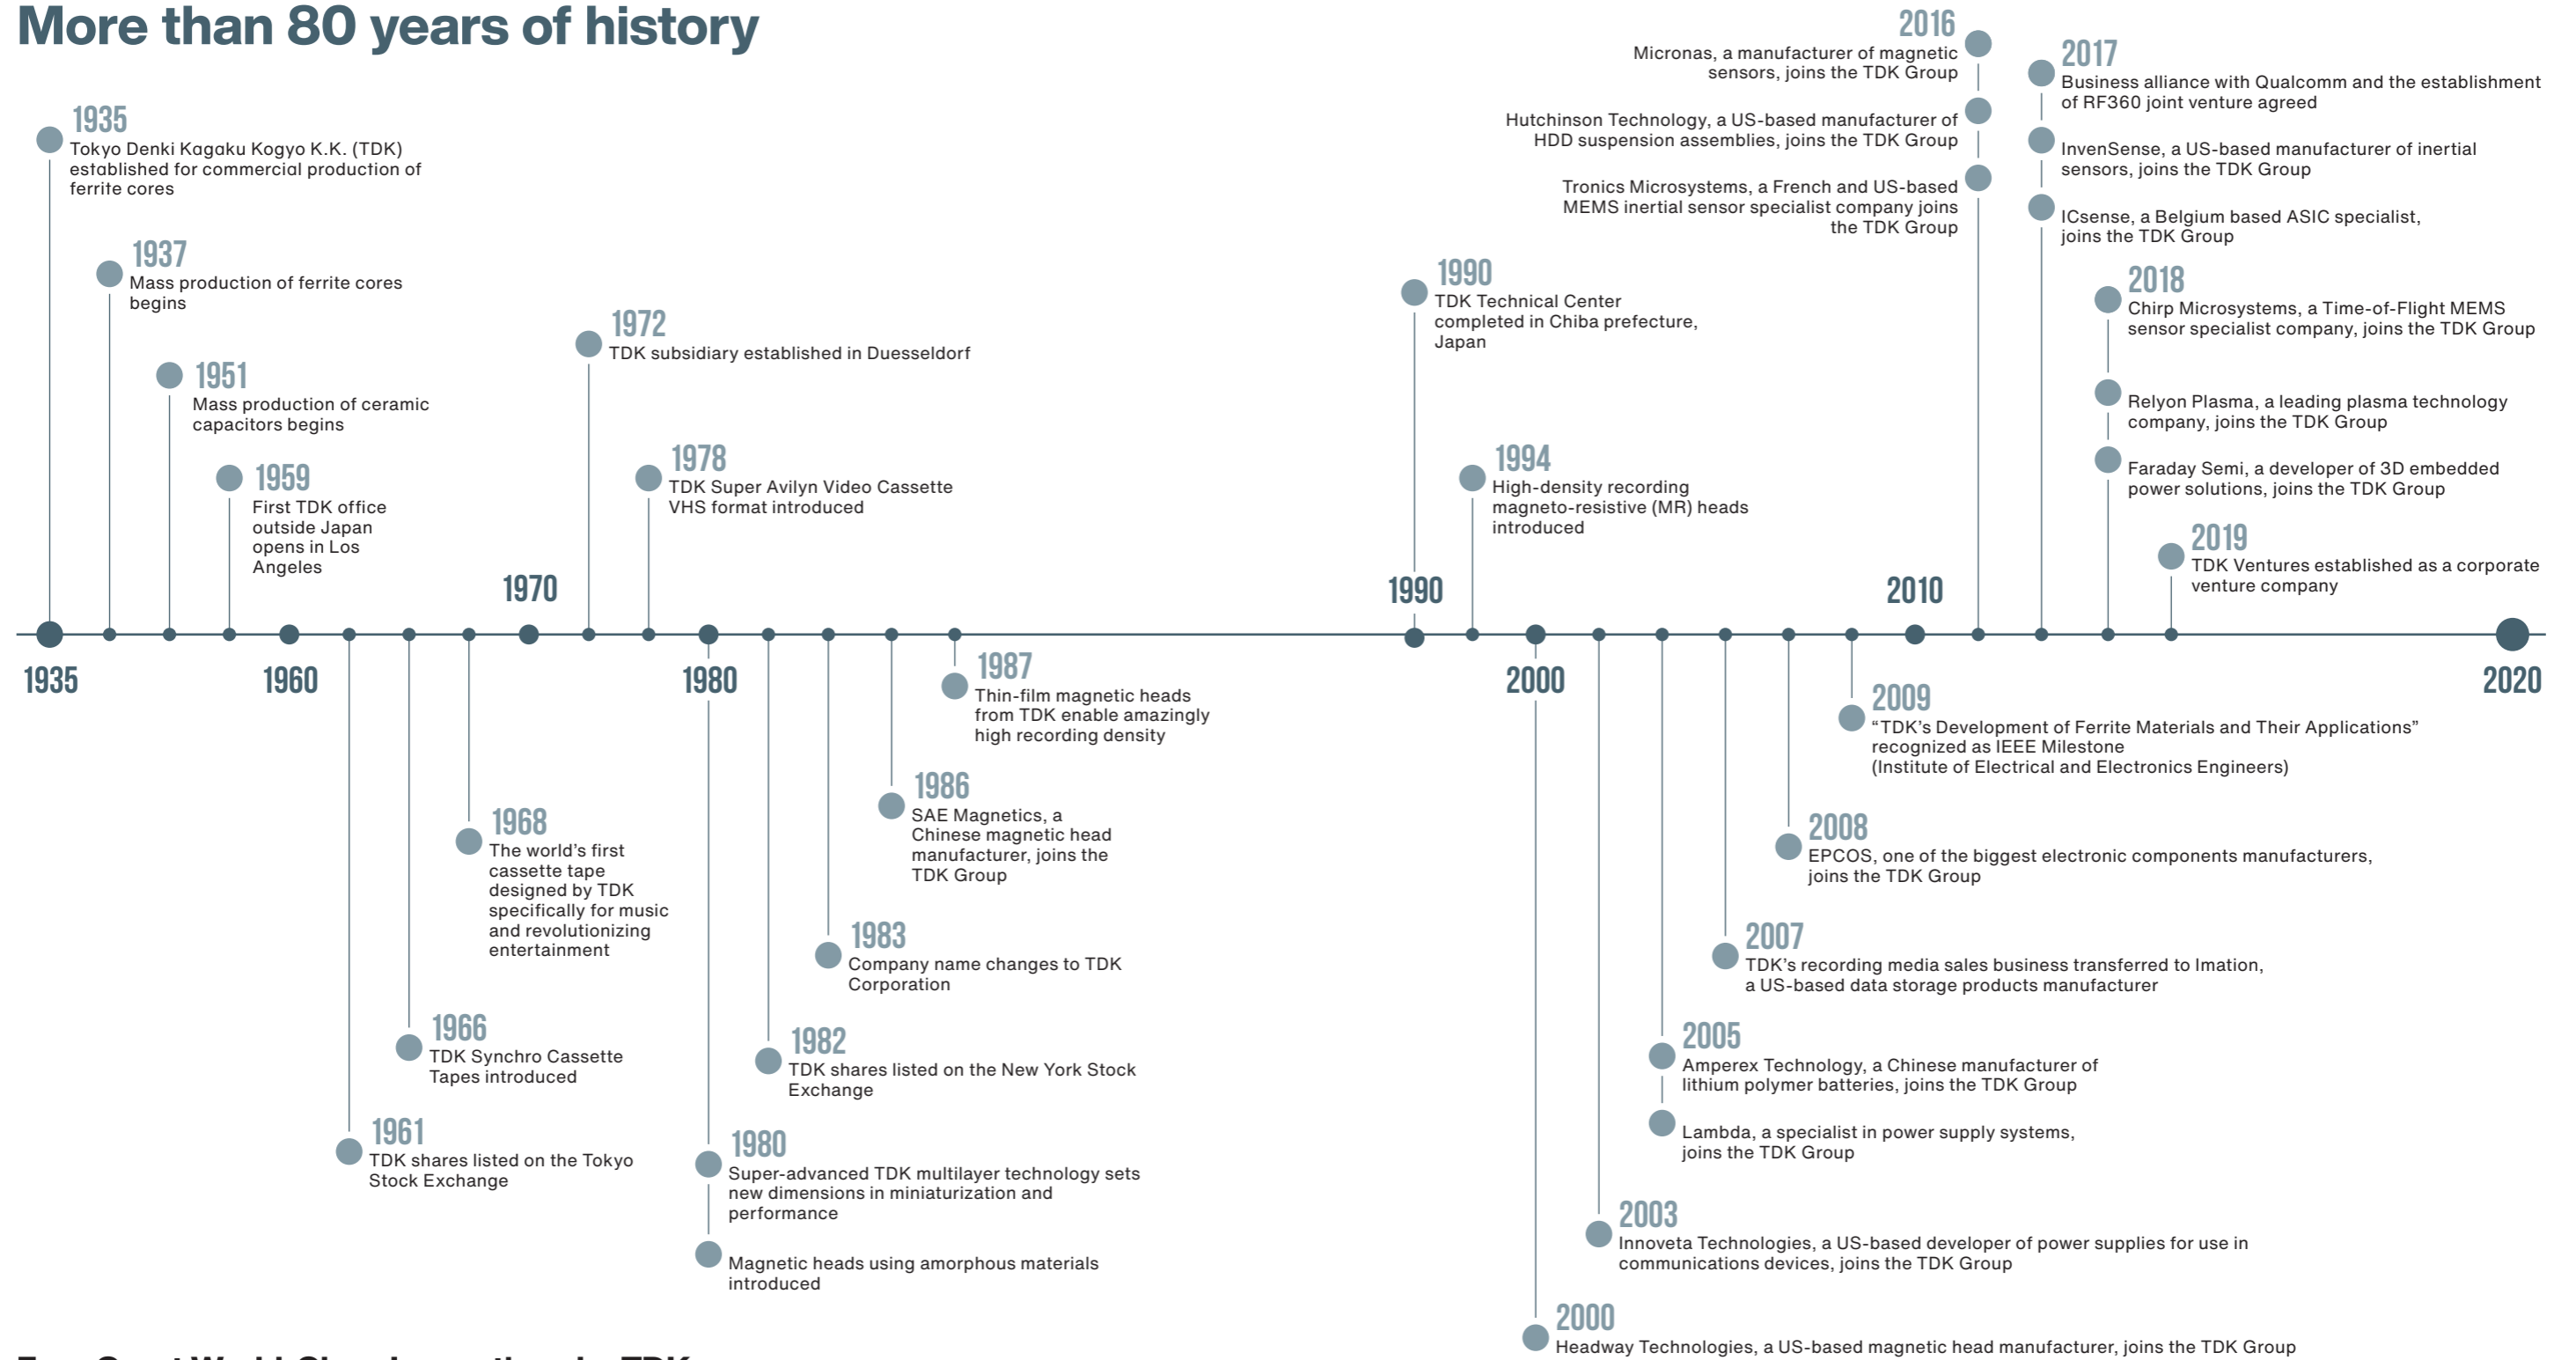 More than 80 years of history
1935
Tokyo Denki Kagaku Kogyo K.K. (TDK)
established for commercial production of
ferrite cores
1937
Mass production of ferrite cores
begins
1951
Mass production of ceramic
capacitors begins
1959
First TDK office
outside Japan
opens in Los
Angeles
1972
TDK subsidiary established in Duesseldorf
1978
TDK Super Avilyn Video Cassette
VHS format introduced
1990
TDK Technical Center
completed in Chiba prefecture,
Japan
1994
High-density recording
magneto-resistive (MR) heads
introduced
2016
Micronas, a manufacturer of magnetic
sensors, joins the TDK Group
Hutchinson Technology, a US-based manufacturer of
HDD suspension assemblies, joins the TDK Group
Tronics Microsystems, a French and US-based
MEMS inertial sensor specialist company joins
the TDK Group
2017
Business alliance with Qualcomm and the establishment
of RF360 joint venture agreed
InvenSense, a US-based manufacturer of inertial
sensors, joins the TDK Group
ICsense, a Belgium based ASIC specialist,
joins the TDK Group
2018
Chirp Microsystems, a Time-of-Flight MEMS
sensor specialist company, joins the TDK Group
Relyon Plasma, a leading plasma technology
company, joins the TDK Group
Faraday Semi, a developer of 3D embedded
power solutions, joins the TDK Group
2019
TDK Ventures established as a corporate
venture company
1970
1990
2010
1935
1960
1980
2000
2020
1961
TDK shares listed on the Tokyo
Stock Exchange
1966
TDK Synchro Cassette
Tapes introduced
1968
The world’s first
cassette tape
designed by TDK
specifically for music
and revolutionizing
entertainment
1980
Super-advanced TDK multilayer technology sets
new dimensions in miniaturization and
performance
Magnetic heads using amorphous materials
introduced
1982
TDK shares listed on the New York Stock
Exchange
1983
Company name changes to TDK
Corporation
1986
SAE Magnetics, a
Chinese magnetic head
manufacturer, joins the
TDK Group
1987
Thin-film magnetic heads
from TDK enable amazingly
high recording density
2000
Headway Technologies, a US-based magnetic head manufacturer, joins the TDK Group
2003
Innoveta Technologies, a US-based developer of power supplies for use in
communications devices, joins the TDK Group
2005
Amperex Technology, a Chinese manufacturer of
lithium polymer batteries, joins the TDK Group
Lambda, a specialist in power supply systems,
joins the TDK Group
2007
TDK’s recording media sales business transferred to Imation,
a US-based data storage products manufacturer
2008
EPCOS, one of the biggest electronic components manufacturers,
joins the TDK Group
2009
“TDK’s Development of Ferrite Materials and Their Applications”
recognized as IEEE Milestone
(Institute of Electrical and Electronics Engineers)